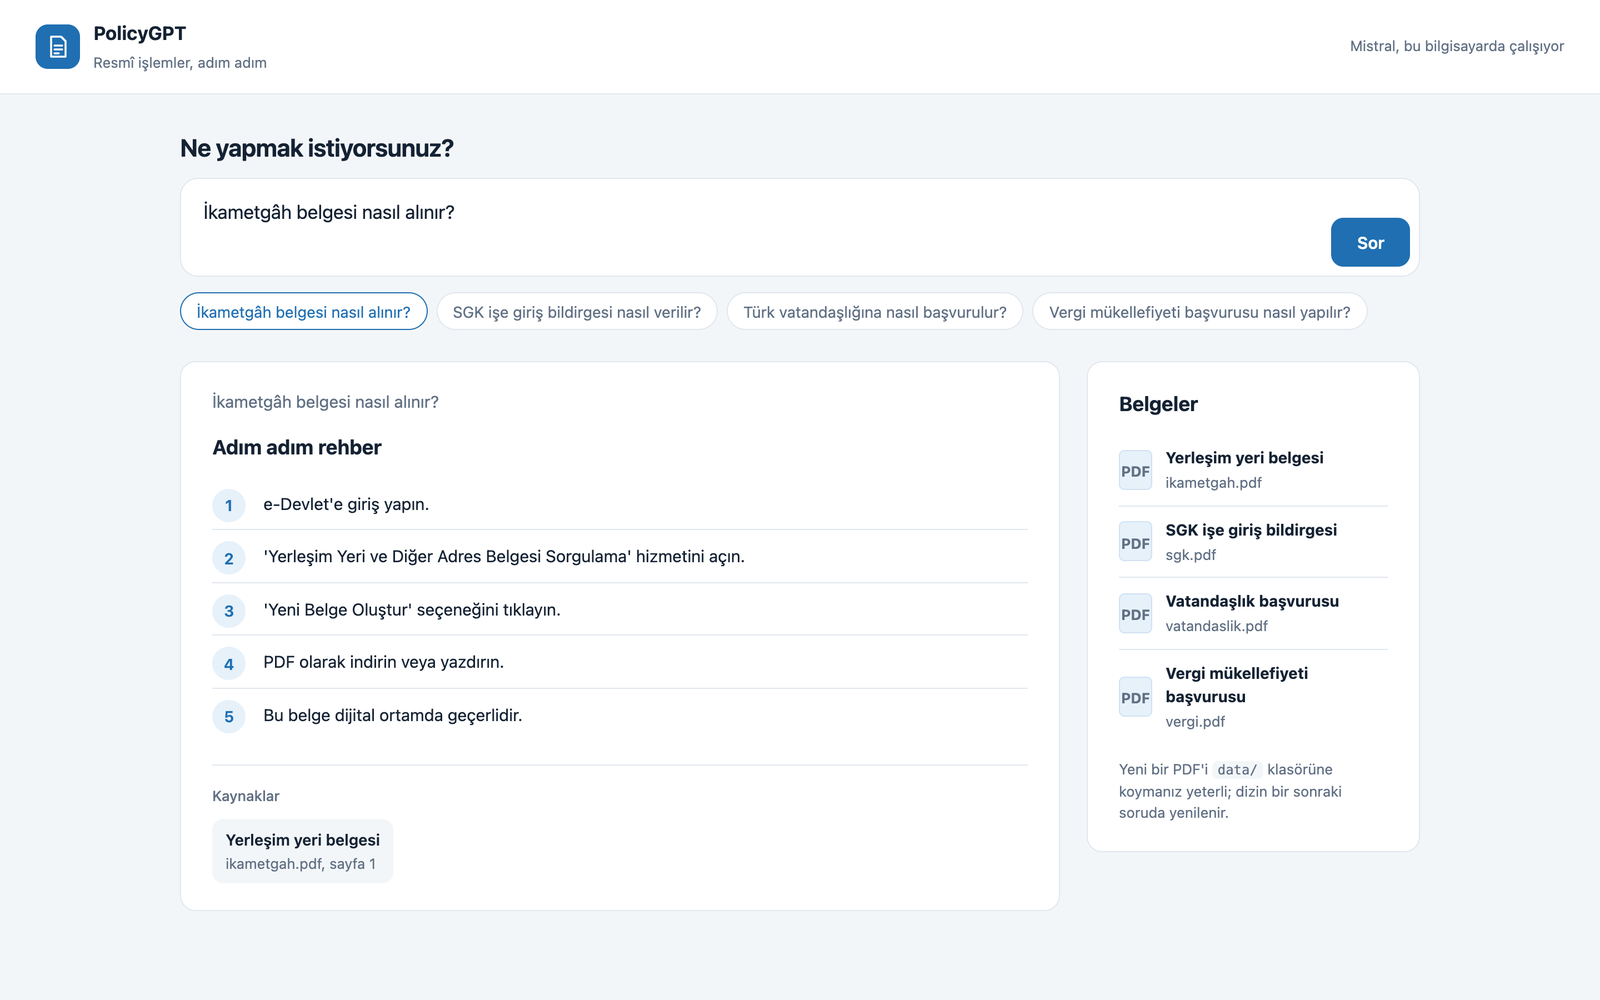 PolicyGPT
Resmî işlemler, adım adım
Mistral, bu bilgisayarda çalışıyor
Ne yapmak istiyorsunuz?
İkametgâh belgesi nasıl alınır?
Sor
İkametgâh belgesi nasıl alınır?
SGK işe giriş bildirgesi nasıl verilir?
Türk vatandaşlığına nasıl başvurulur?
Vergi mükellefiyeti başvurusu nasıl yapılır?
İkametgâh belgesi nasıl alınır?
Adım adım rehber
1 e-Devlet'e giriş yapın.
2 'Yerleşim Yeri ve Diğer Adres Belgesi Sorgulama' hizmetini açın.
3 'Yeni Belge Oluştur' seçeneğini tıklayın.
4 PDF olarak indirin veya yazdırın.
5 Bu belge dijital ortamda geçerlidir.
Kaynaklar
Yerleşim yeri belgesi
ikametgah.pdf, sayfa 1
Belgeler
PDF
Yerleşim yeri belgesi
ikametgah.pdf
PDF
SGK işe giriş bildirgesi
sgk.pdf
PDF
Vatandaşlık başvurusu
vatandaslik.pdf
PDF
Vergi mükellefiyeti
başvurusu
vergi.pdf
Yeni bir PDF'i data/ klasörüne
koymanız yeterli; dizin bir sonraki
soruda yenilenir.